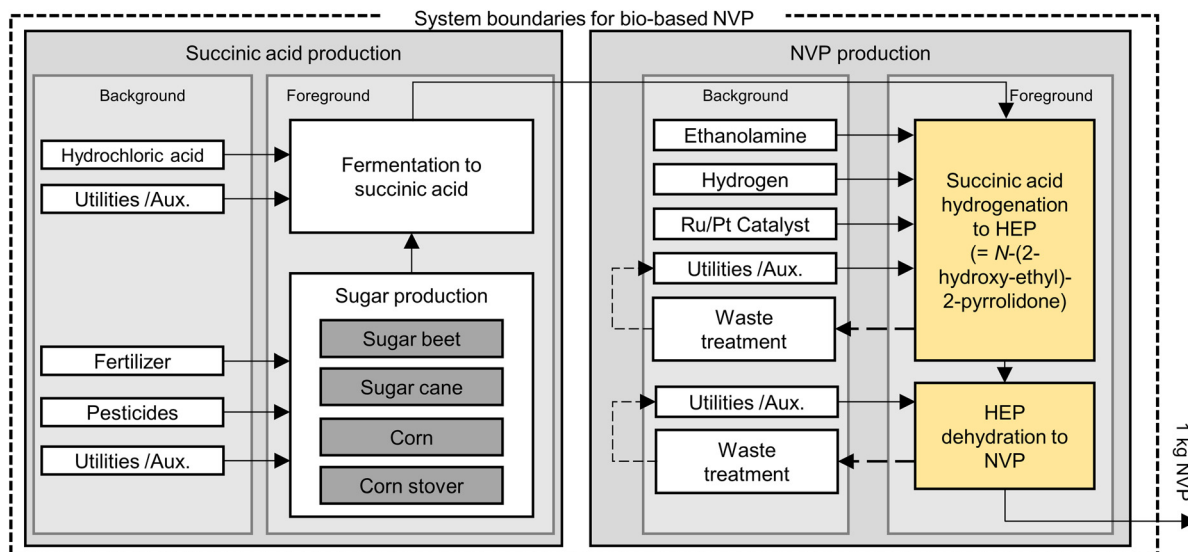 System boundaries for bio-based NVP
Succinic acid production
Background
Foreground
Hydrochloric acid
Utilities /Aux.
Fermentation to
succinic acid
Sugar production
Sugar beet
Sugar cane
Corn
Corn stover
Fertilizer
Pesticides
Utilities /Aux.
NVP production
Background
Foreground
Ethanolamine
Hydrogen
Ru/Pt Catalyst
Utilities /Aux.
Waste
treatment
Succinic acid
hydrogenation
to HEP
(= N-(2-
hydroxy-ethyl)-
2-pyrrolidone)
Utilities /Aux.
Waste
treatment
HEP
dehydration to
NVP
1 kg NVP